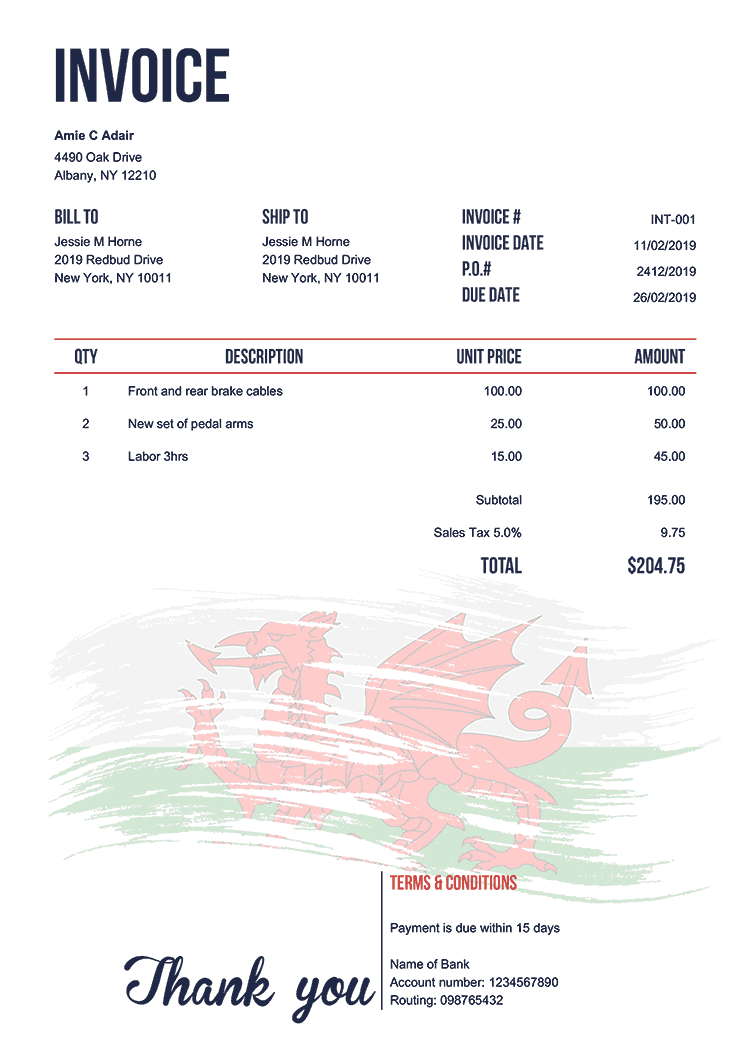 INVOICE
Amie C Adair
4490 Oak Drive
Albany, NY 12210
BILL TO
Jessie M Horne
2019 Redbud Drive
New York, NY 10011
SHIP TO
Jessie M Horne
2019 Redbud Drive
New York, NY 10011
INVOICE # INT-001
INVOICE DATE 11/02/2019
P.O.# 2412/2019
DUE DATE 26/02/2019
QTY DESCRIPTION UNIT PRICE AMOUNT
1 Front and rear brake cables 100.00 100.00
2 New set of pedal arms 25.00 50.00
3 Labor 3hrs 15.00 45.00
Subtotal 195.00
Sales Tax 5.0% 9.75
TOTAL $204.75
Thank you
TERMS & CONDITIONS
Payment is due within 15 days
Name of Bank
Account number: 1234567890
Routing: 098765432